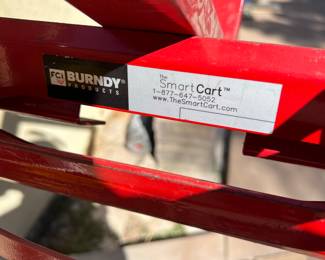 FCI BURNDY®
PRODUCTS
The
SmartCart™
1-877-647-5052
www.TheSmartCart.com